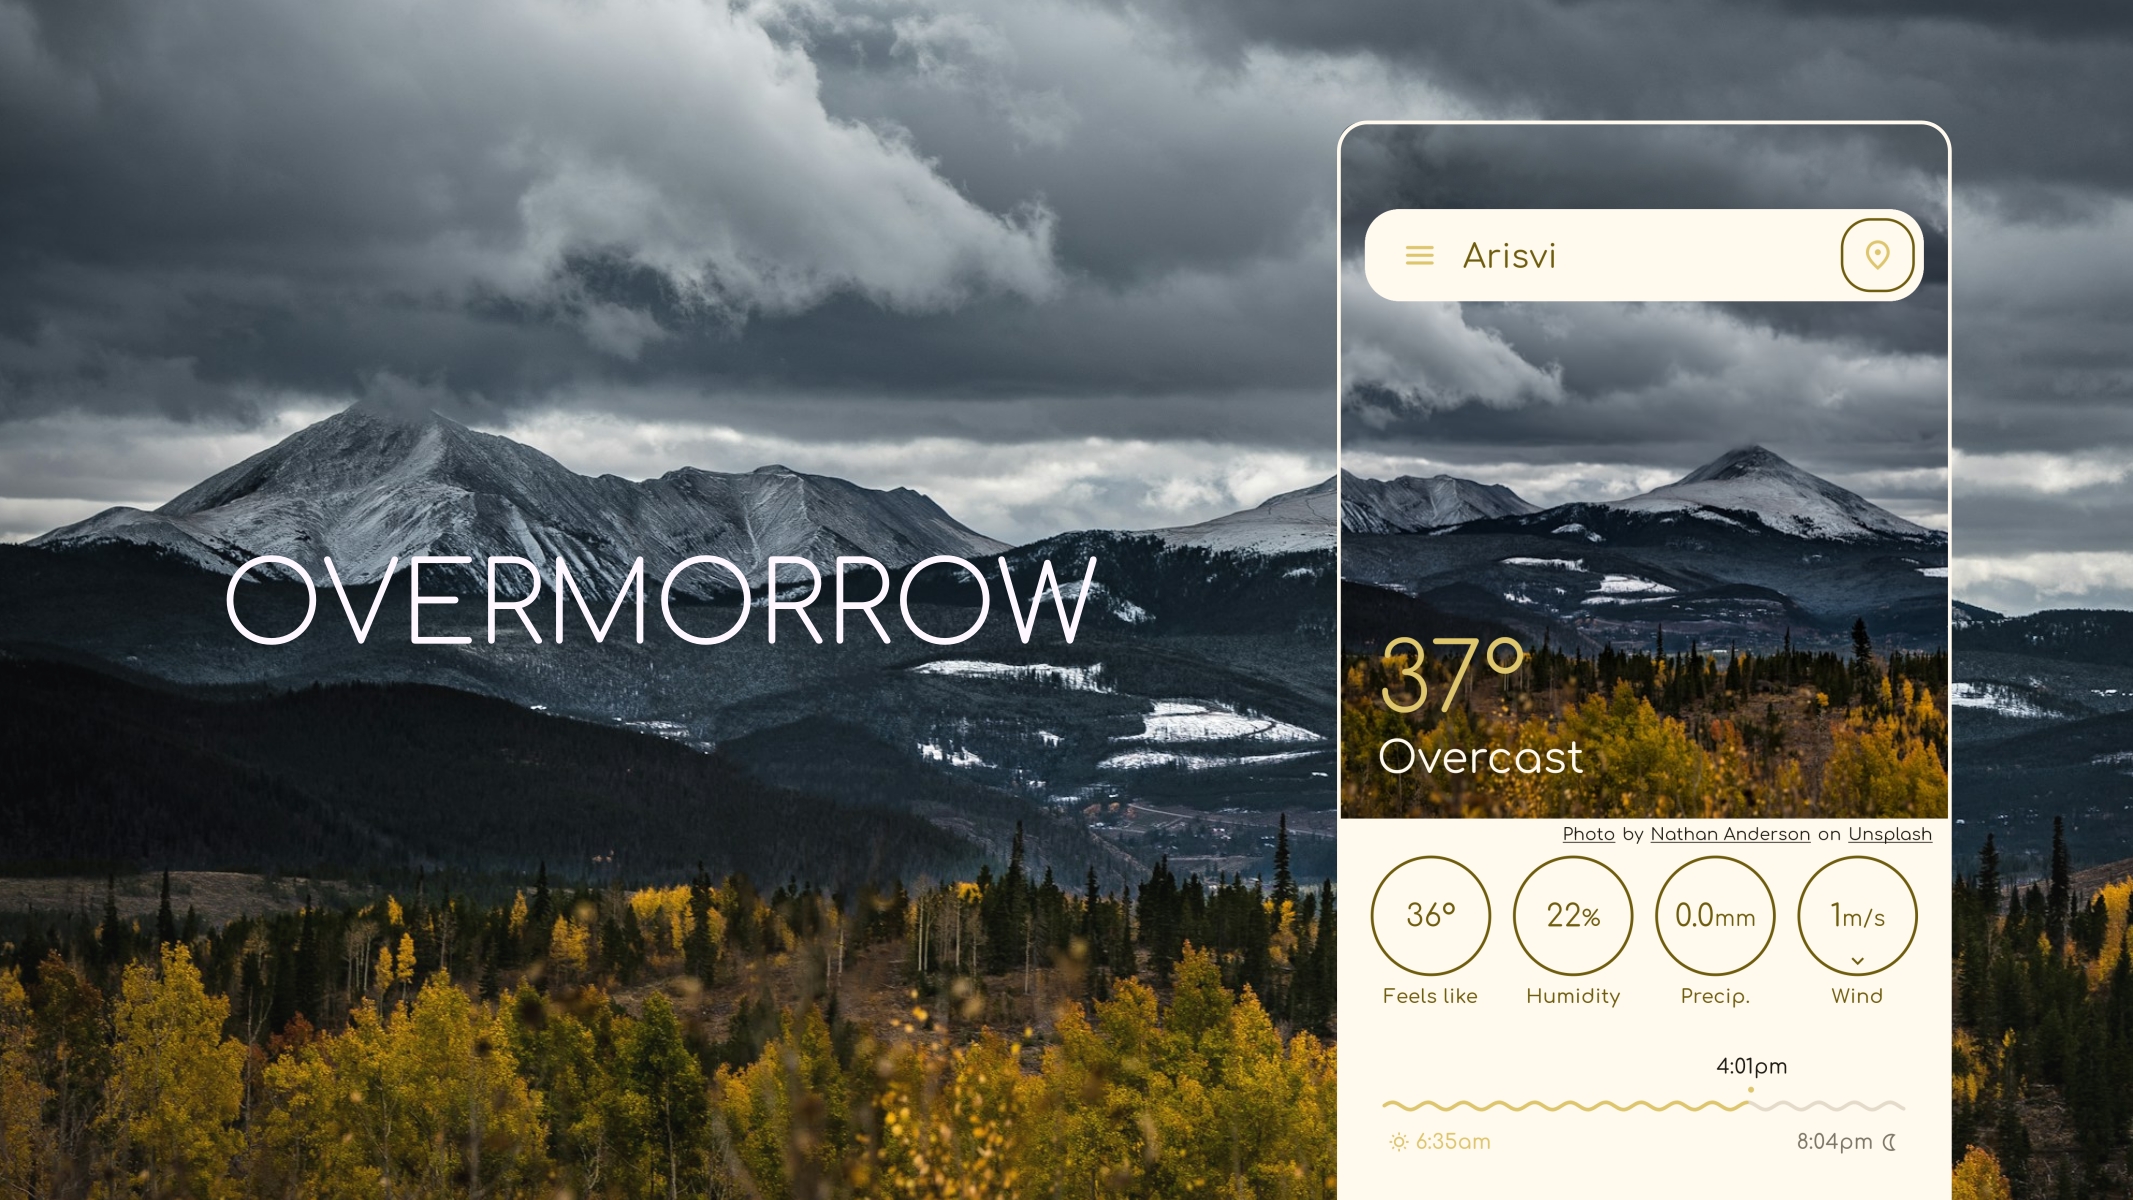 OVERMORROW
Arisvi
37°
Overcast
Photo by Nathan Anderson on Unsplash
36° 22% 0.0mm 1m/s
Feels like Humidity Precip. Wind
4:01pm
6:35am 8:04pm